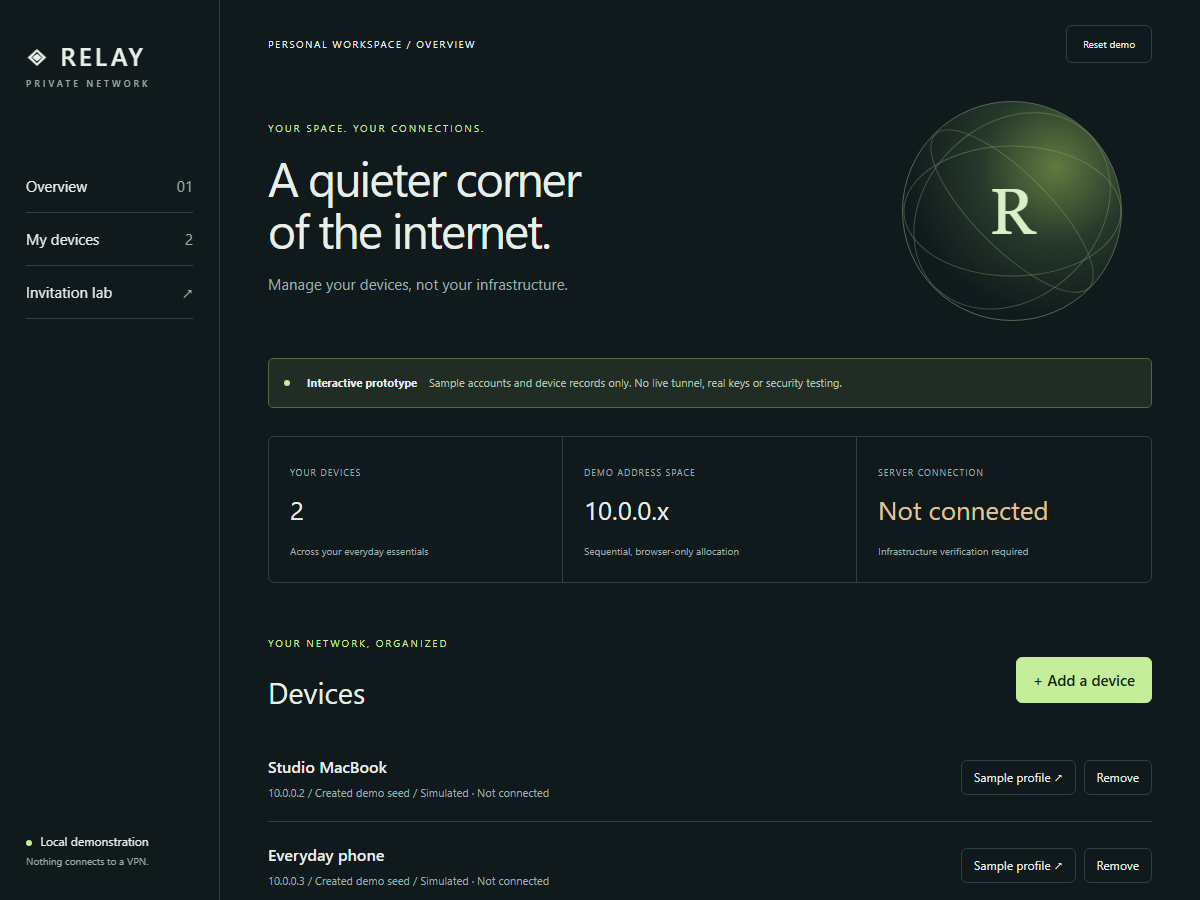 RELAY
PRIVATE NETWORK
Overview 01
My devices 2
Invitation lab ↗
Local demonstration
Nothing connects to a VPN.
PERSONAL WORKSPACE / OVERVIEW
Reset demo
YOUR SPACE. YOUR CONNECTIONS.
A quieter corner
of the internet.
Manage your devices, not your infrastructure.
R
Interactive prototype Sample accounts and device records only. No live tunnel, real keys or security testing.
YOUR DEVICES
2
Across your everyday essentials
DEMO ADDRESS SPACE
10.0.0.x
Sequential, browser-only allocation
SERVER CONNECTION
Not connected
Infrastructure verification required
YOUR NETWORK, ORGANIZED
Devices
+ Add a device
Studio MacBook
10.0.0.2 / Created demo seed / Simulated · Not connected
Sample profile ↗ Remove
Everyday phone
10.0.0.3 / Created demo seed / Simulated · Not connected
Sample profile ↗ Remove